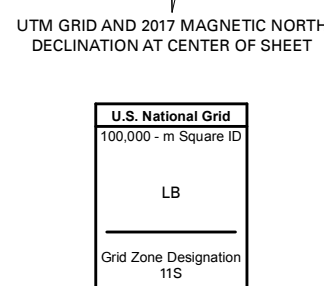 UTM GRID AND 2017 MAGNETIC NORTH
DECLINATION AT CENTER OF SHEET
U.S. National Grid
100,000 - m Square ID
LB
Grid Zone Designation
11S